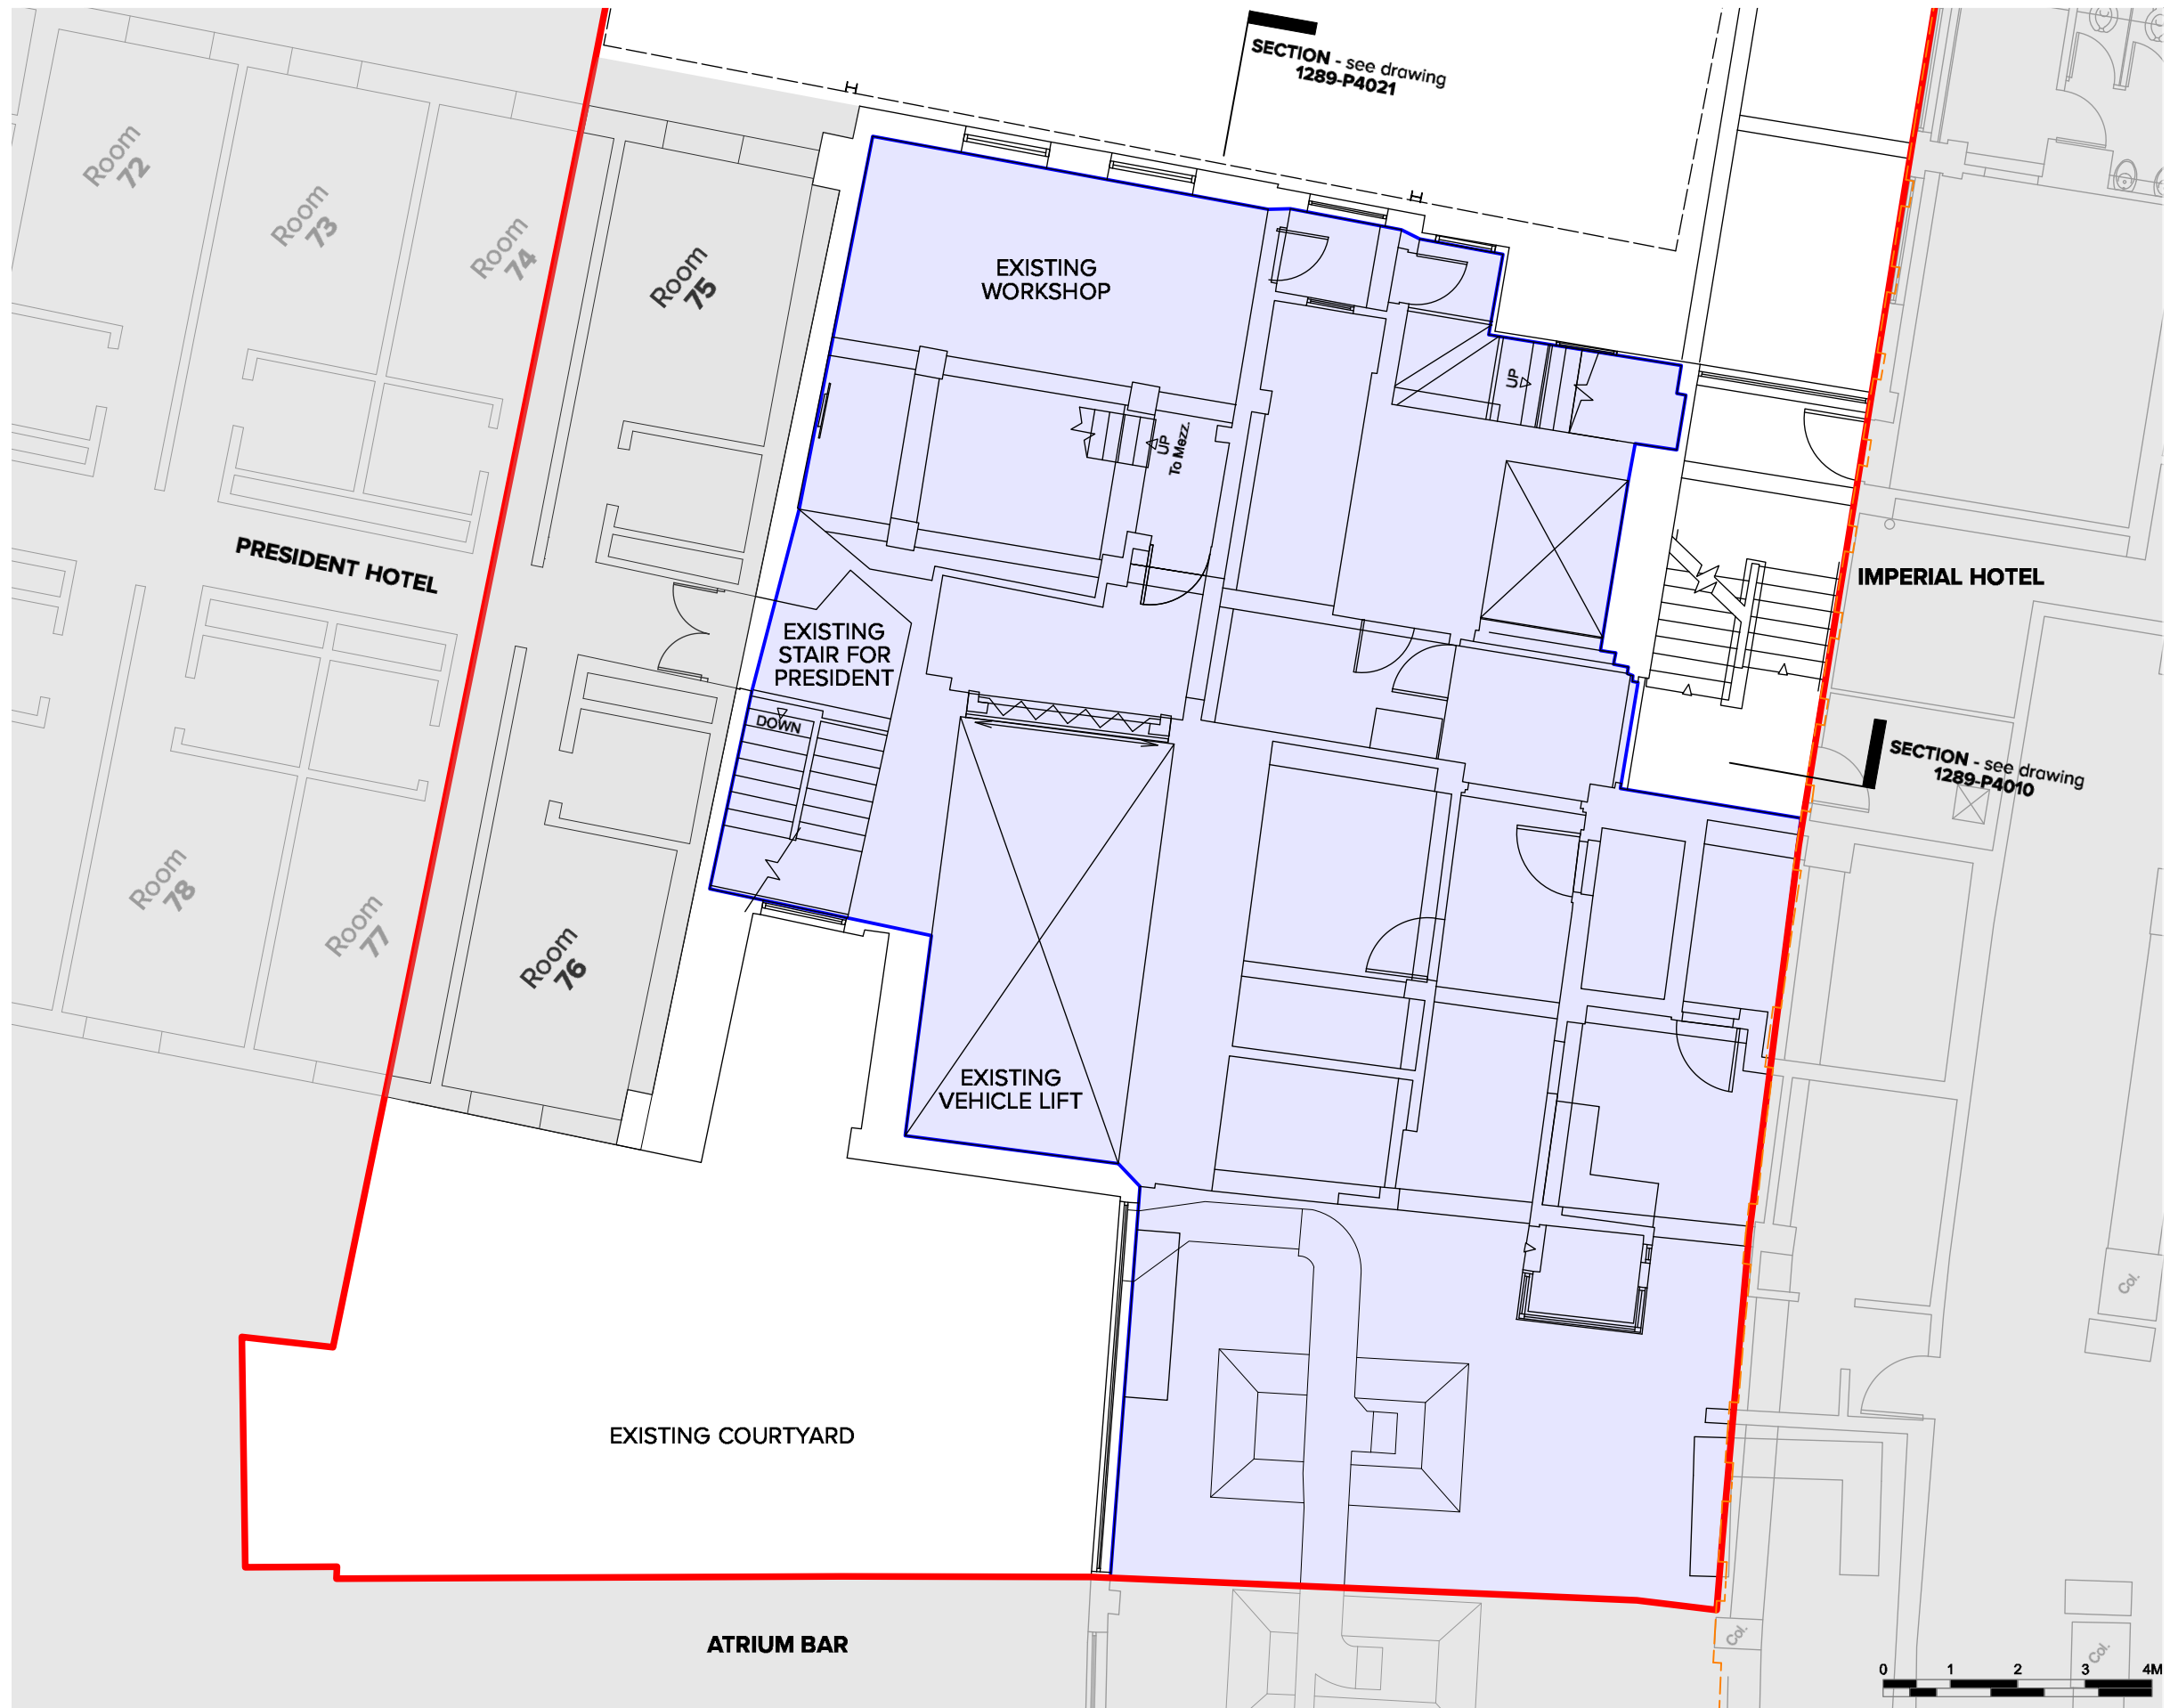 SECTION - see drawing
1289-P4021
Room
72
Room
73
Room
74
Room
75
EXISTING
WORKSHOP
UP
UP
To Mezz.
PRESIDENT HOTEL
IMPERIAL HOTEL
EXISTING
STAIR FOR
PRESIDENT
DOWN
SECTION - see drawing
1289-P4010
Room
78
Room
77
Room
76
EXISTING
VEHICLE LIFT
Col.
EXISTING COURTYARD
ATRIUM BAR
Col.
Col.
0 1 2 3 4M